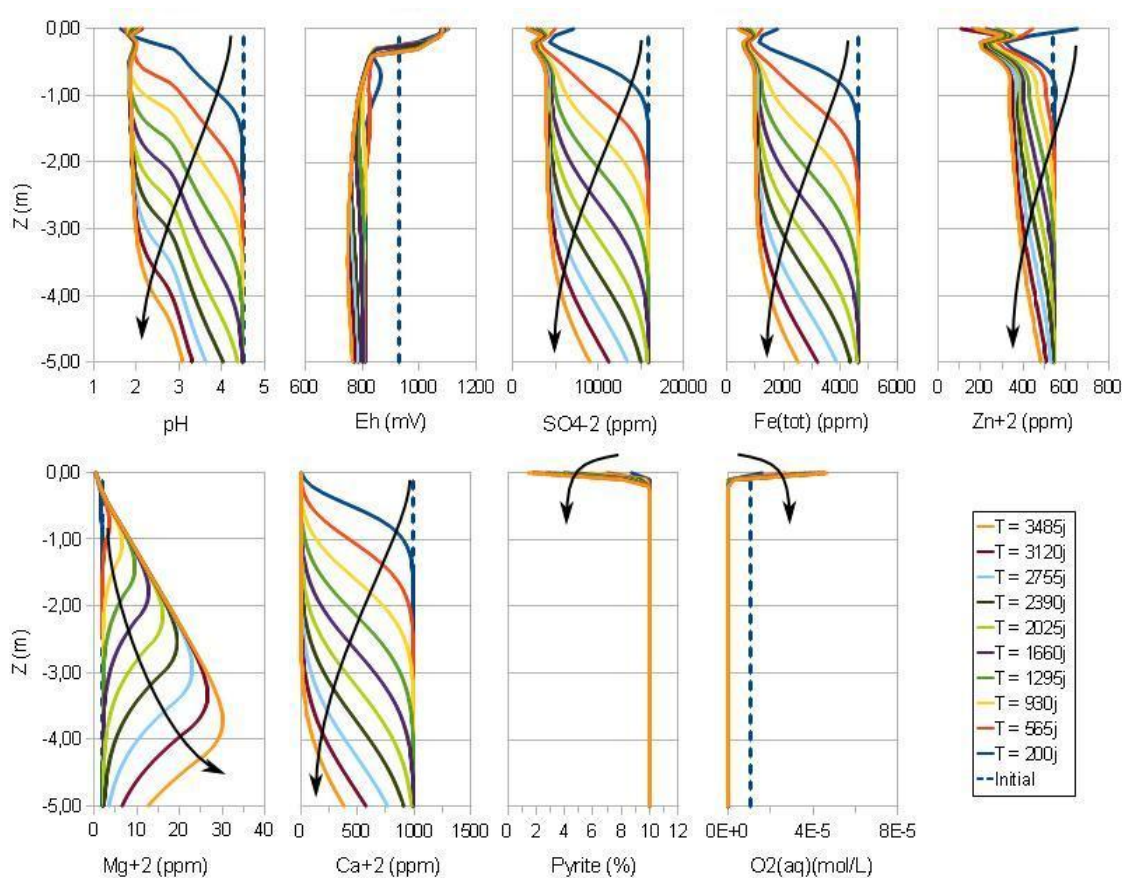 0,00
-1,00
-2,00
-3,00
-4,00
-5,00
Z (m)
1 2 3 4 5
pH
600 800 1000 1200
Eh (mV)
0 5000 10000 20000
SO4-2 (ppm)
0 2000 4000 6000
Fe(tot) (ppm)
0 200 400 600 800
Zn+2 (ppm)
0,00
-1,00
-2,00
-3,00
-4,00
-5,00
Z (m)
0 10 20 30 40
Mg+2 (ppm)
0 500 1000 1500
Ca+2 (ppm)
0 2 4 6 8 10 12
Pyrite (%)
0E+0 4E-5 8E-5
O2(aq)(mol/L)
T = 3485j
T = 3120j
T = 2755j
T = 2390j
T = 2025j
T = 1660j
T = 1295j
T = 930j
T = 565j
T = 200j
Initial